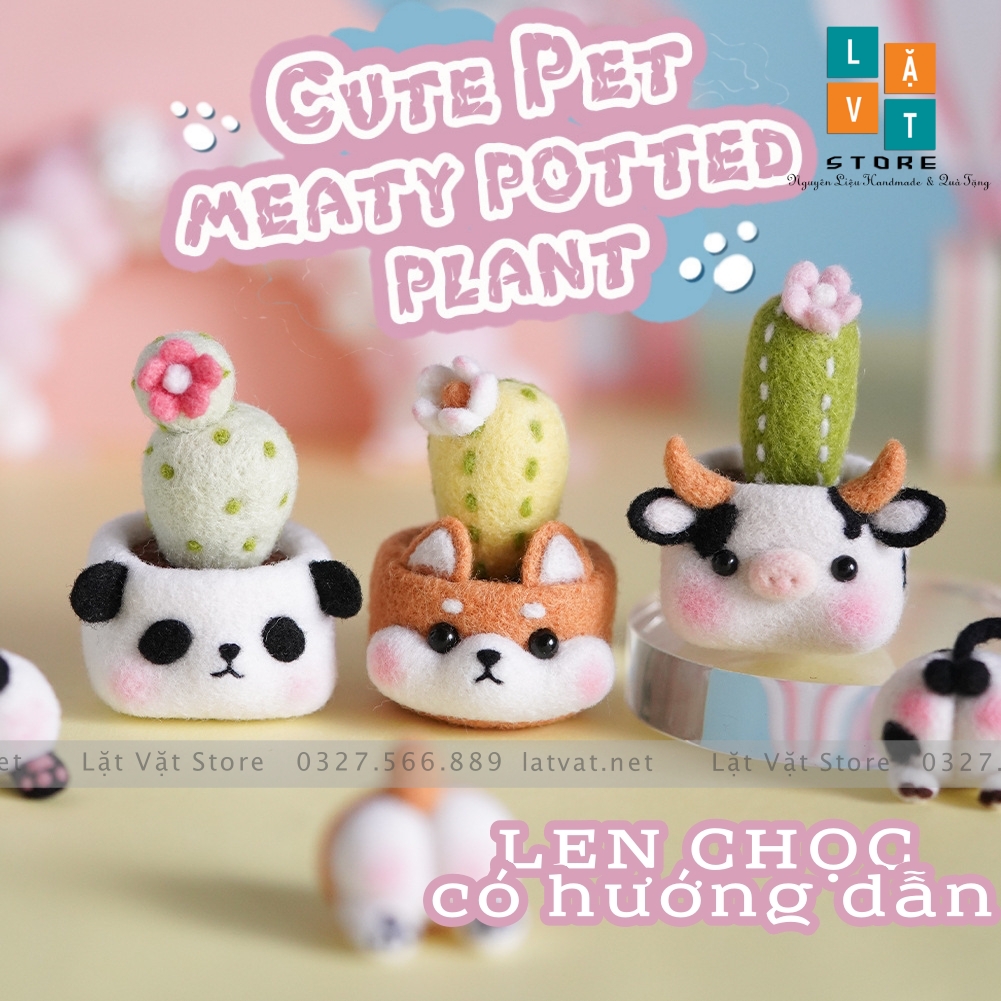 CUTE PET
MEATY POTTED
PLANT
L Ặ
V T
STORE
Nguyên Liệu Handmade & Quà Tặng
et Lặt Vặt Store 0327.566.889 latvat.net Lặt Vặt Store 0327.
LEN CHỌC
có hướng dẫn